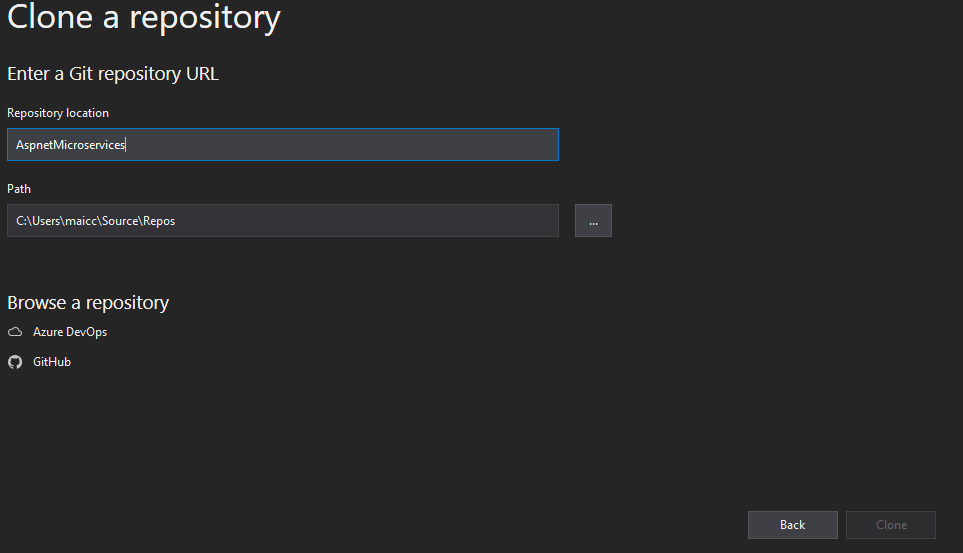 Clone a repository
Enter a Git repository URL
Repository location
AspnetMicroservices
Path
C:\Users\maicc\Source\Repos
...
Browse a repository
Azure DevOps
GitHub
Back
Clone